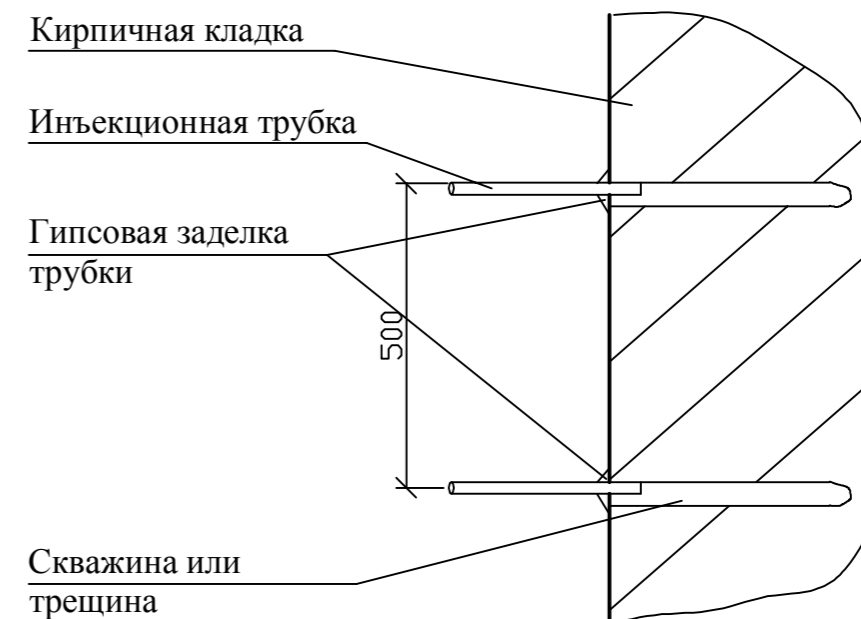 Кирпичная кладка
Инъекционная трубка
Гипсовая заделка
трубки
500
Скважина или
трещина